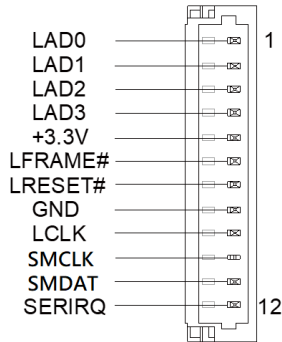 LAD0 1
LAD1
LAD2
LAD3
+3.3V
LFRAME#
LRESET#
GND
LCLK
SMCLK
SMDAT
SERIRQ 12